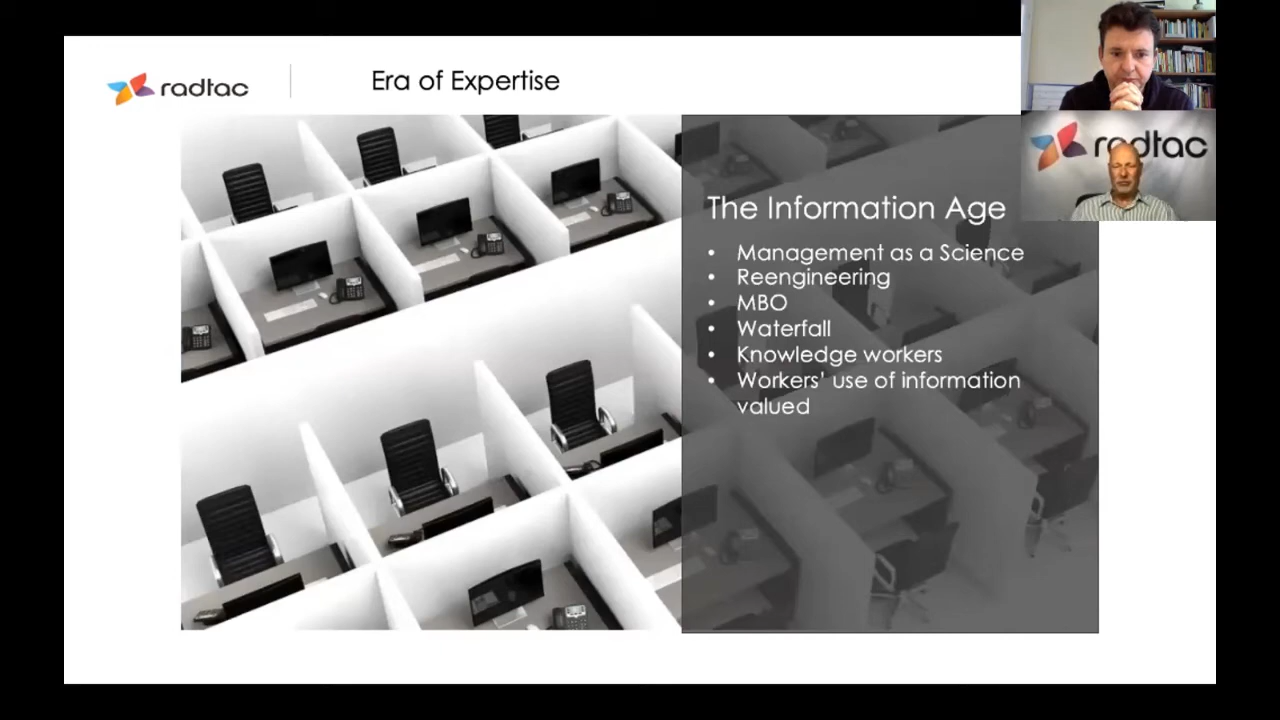 radtac
Era of Expertise
radtac
The Information Age
• Management as a Science
• Reengineering
• MBO
• Waterfall
• Knowledge workers
• Workers' use of information
valued